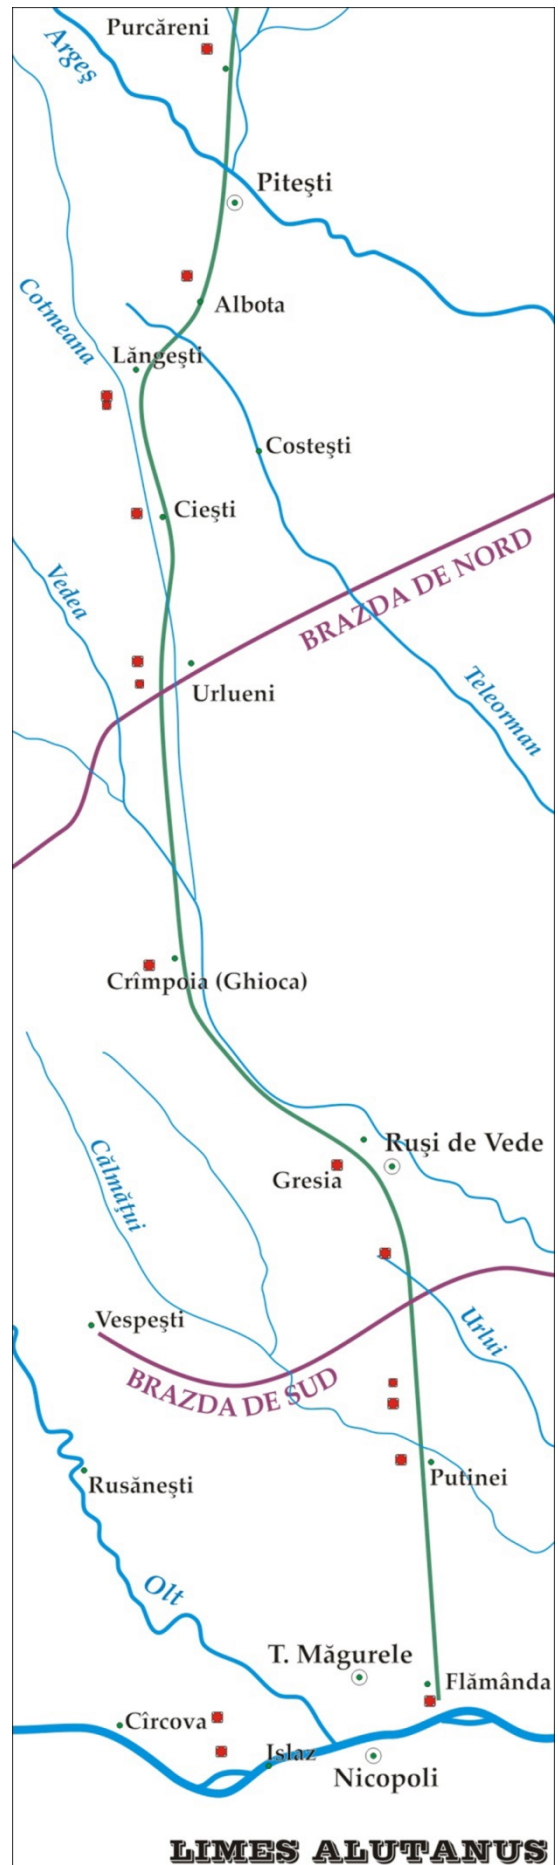 Purcăreni
Argeş
Piteşti
Albota
Cotmeana
Lăngeşti
Costeşti
Cieşti
BRAZDA DE NORD
Vedea
Urlueni
Teleorman
Crîmpoia (Ghioca)
Ruşi de Vede
Călmăţui
Gresia
Vespeşti
Urlui
BRAZDA DE SUD
Putinei
Rusăneşti
Olt
T. Măgurele
Flămânda
Cîrcova
Islaz
Nicopoli
LIMES ALUTANUS